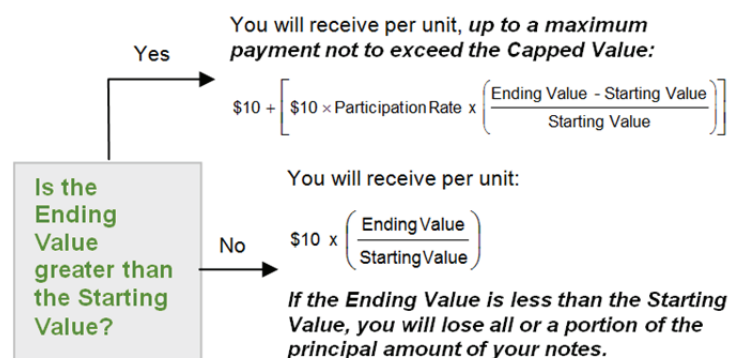 You will receive per unit, up to a maximum
payment not to exceed the Capped Value:
Yes
$10 + [ $10 × Participation Rate x ( Ending Value - Starting Value
Starting Value ) ]
Is the
Ending
Value
greater than
the Starting
Value?
No
You will receive per unit:
$10 x ( Ending Value
Starting Value )
If the Ending Value is less than the Starting
Value, you will lose all or a portion of the
principal amount of your notes.